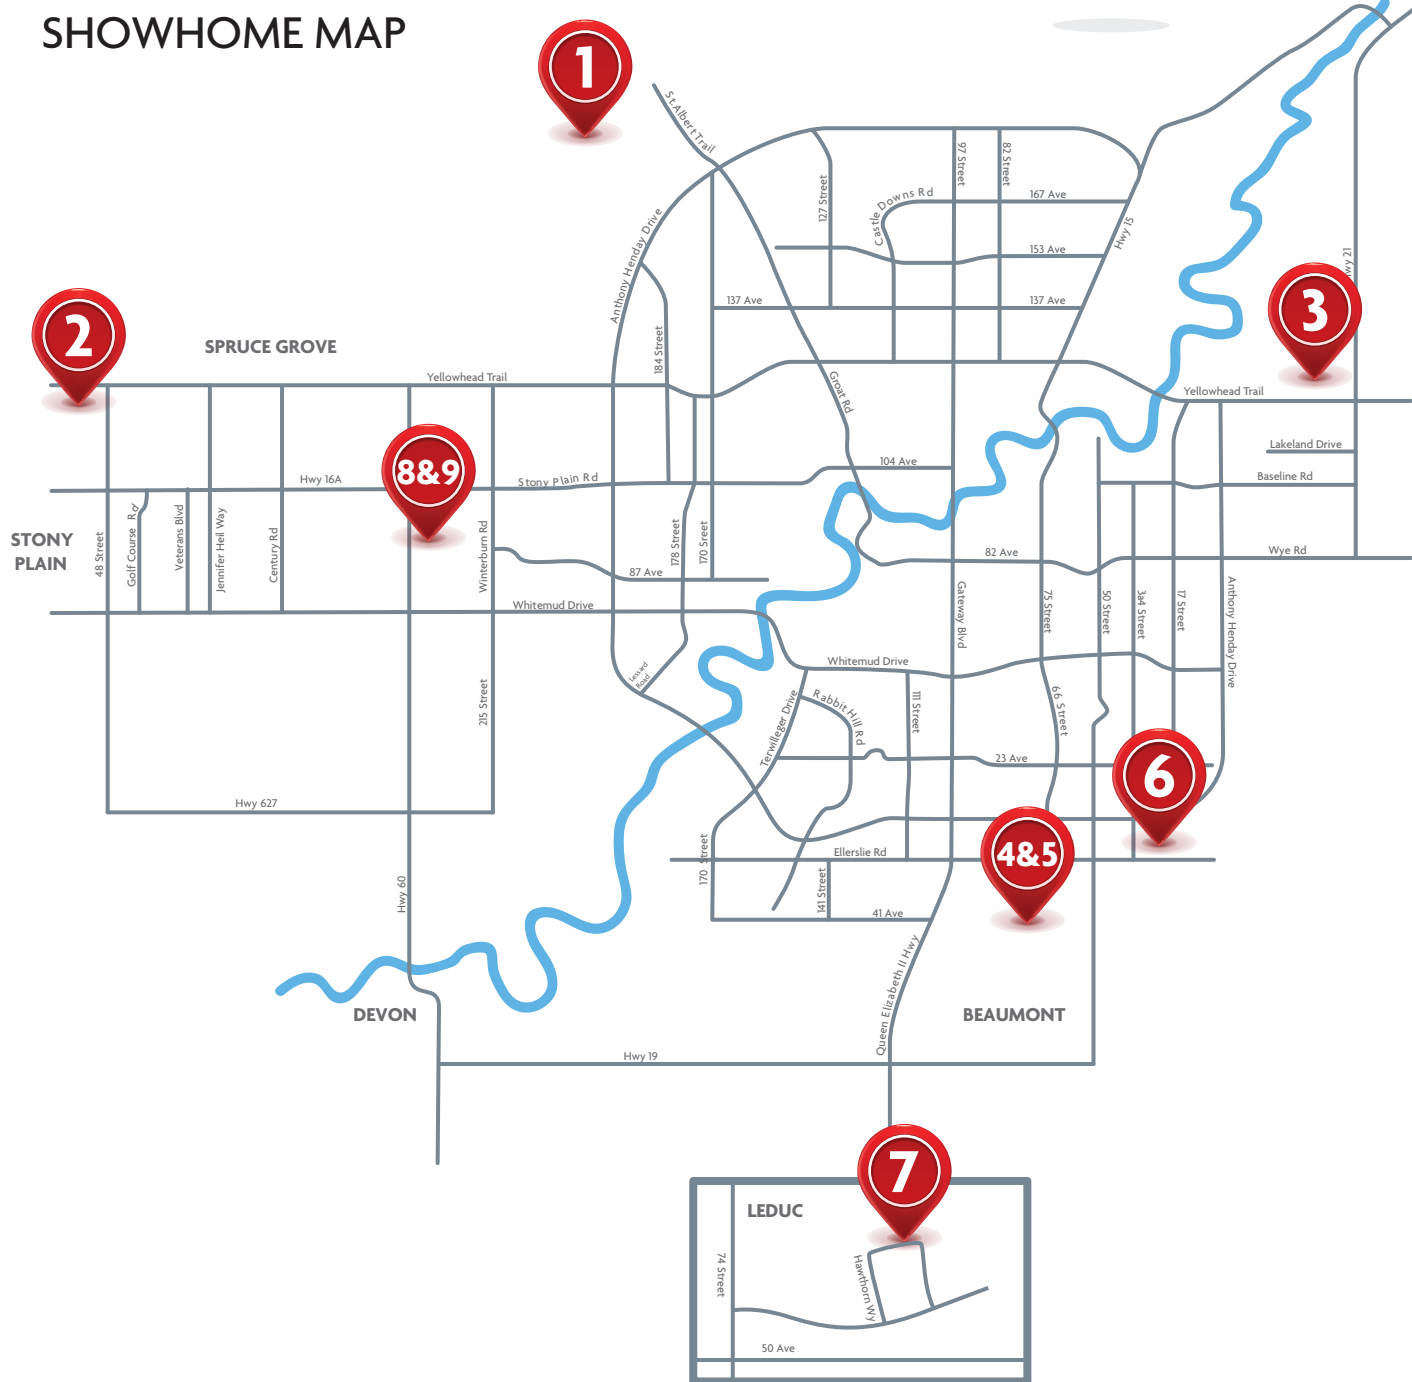 SHOWHOME MAP
1
St.Albert Trail
97 Street
82 Street
127 Street
Castle Downs Rd
167 Ave
Hwy 15
153 Ave
Anthony Henday Drive
wy 21
137 Ave
137 Ave
3
2
SPRUCE GROVE
184 Street
Yellowhead Trail
Groat Rd
Yellowhead Trail
Lakeland Drive
8&9
104 Ave
Hwy 16A
Stony Plain Rd
Baseline Rd
STONY
PLAIN
48 Street
Golf Course Rd
Veterans Blvd
Jennifer Heil Way
Century Rd
Winterburn Rd
178 Street
170 Street
82 Ave
Wye Rd
87 Ave
Whitemud Drive
Gateway Blvd
75 Street
50 Street
3a4 Street
17 Street
Anthony Henday Drive
Whitemud Drive
Lessard
Road
215 Street
Terwilleger Drive
Rabbit Hill Rd
111 Street
66 Street
23 Ave
6
Hwy 627
170 Street
Ellerslie Rd
4&5
141 Street
Hwy 60
41 Ave
Queen Elizabeth II Hwy
DEVON
BEAUMONT
Hwy 19
7
LEDUC
74 Street
Hawthorn Wy
50 Ave